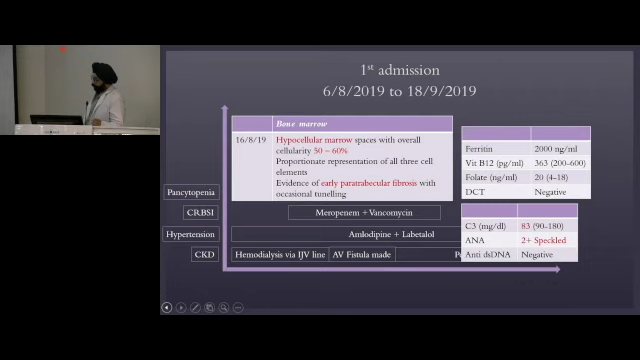 1st admission
6/8/2019 to 18/9/2019
Bone marrow
16/8/19
Hypocellular marrow spaces with overall
cellularity 50 – 60%
Proportionate representation of all three cell
elements
Evidence of early paratrabecular fibrosis with
occasional tunelling
Ferritin 2000 ng/ml
Vit B12 (pg/ml) 363 (200–600)
Folate (ng/ml) 20 (4–18)
DCT Negative
Pancytopenia
CRBSI Meropenem + Vancomycin
Hypertension Amlodipine + Labetalol
CKD Hemodialysis via IJV line AV Fistula made
C3 (mg/dl) 83 (90–180)
ANA 2+ Speckled
Anti dsDNA Negative